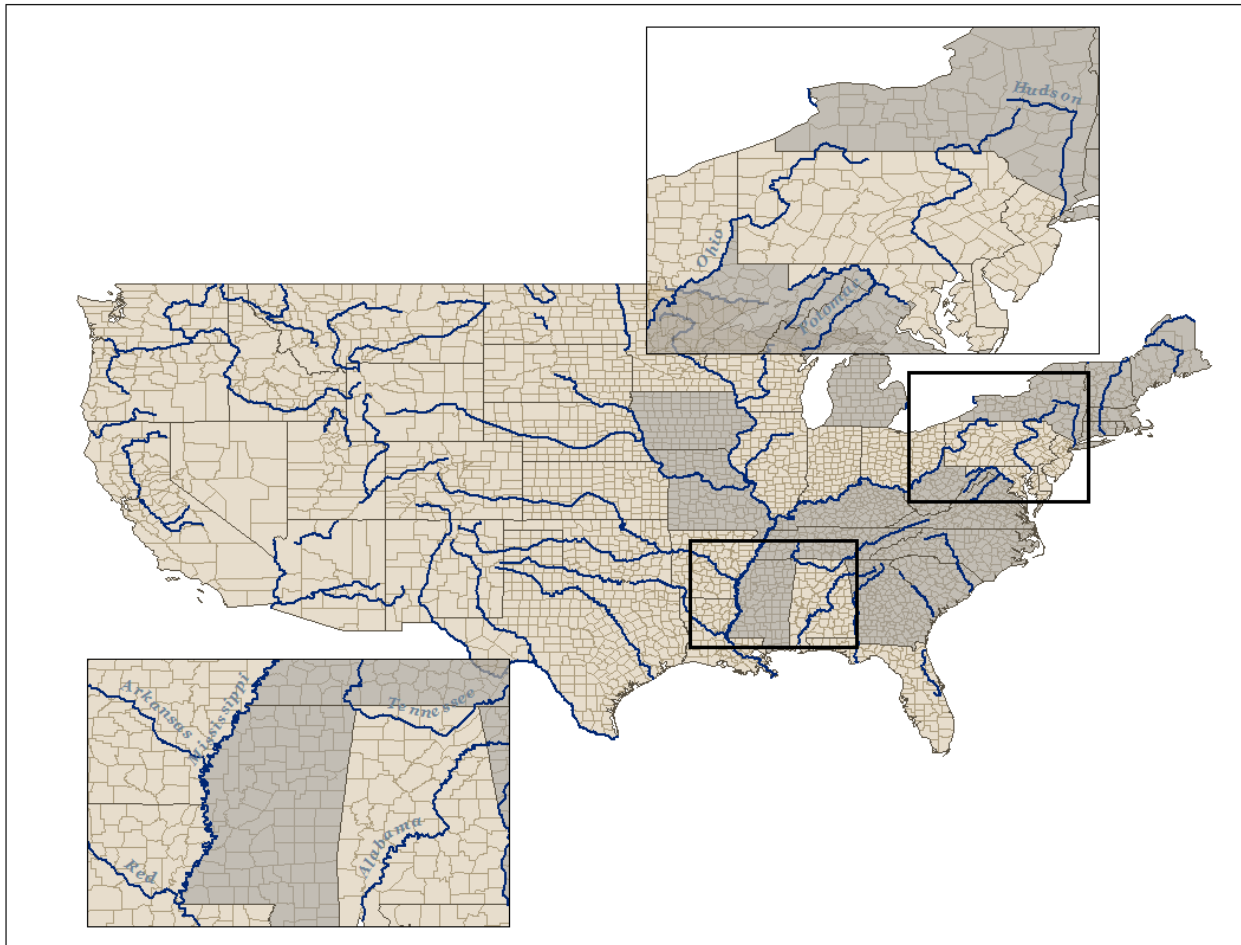 Hudson
Ohio
Potomac
Arkansas
Mississippi
Tennessee
Alabama
Red